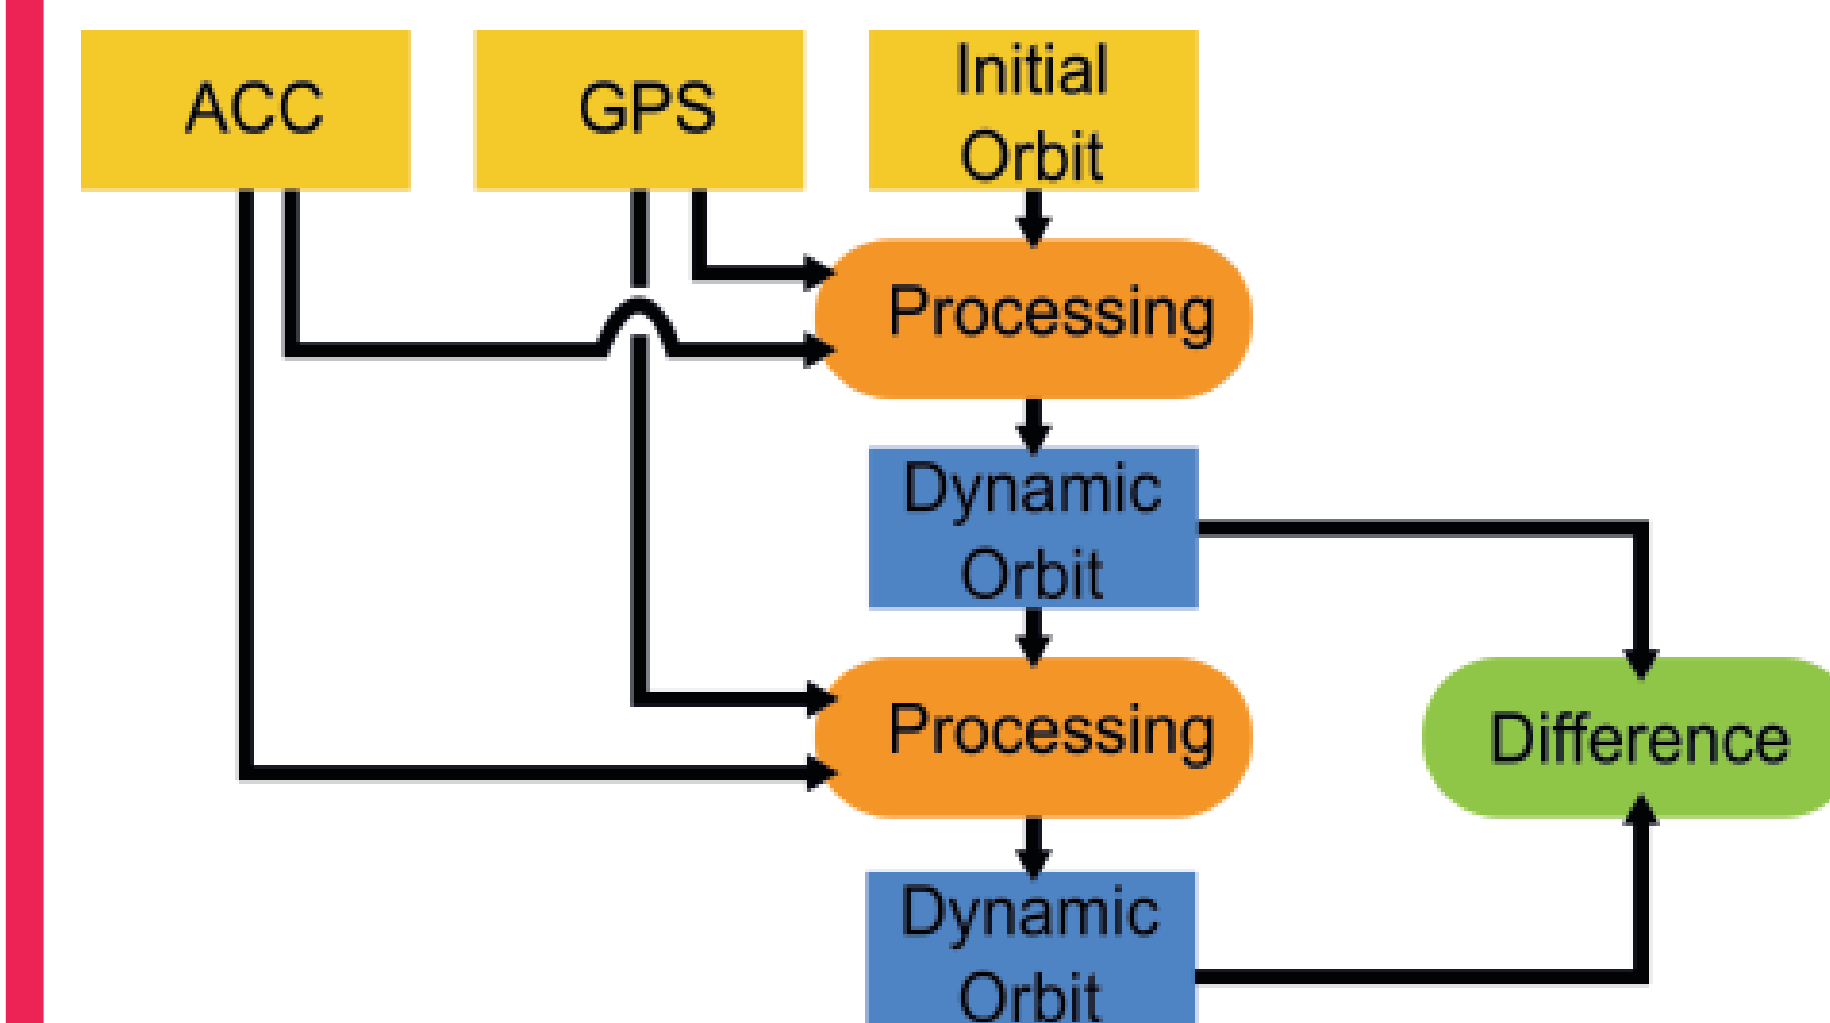 ACC
GPS
Initial
Orbit
Processing
Dynamic
Orbit
Processing
Difference
Dynamic
Orbit